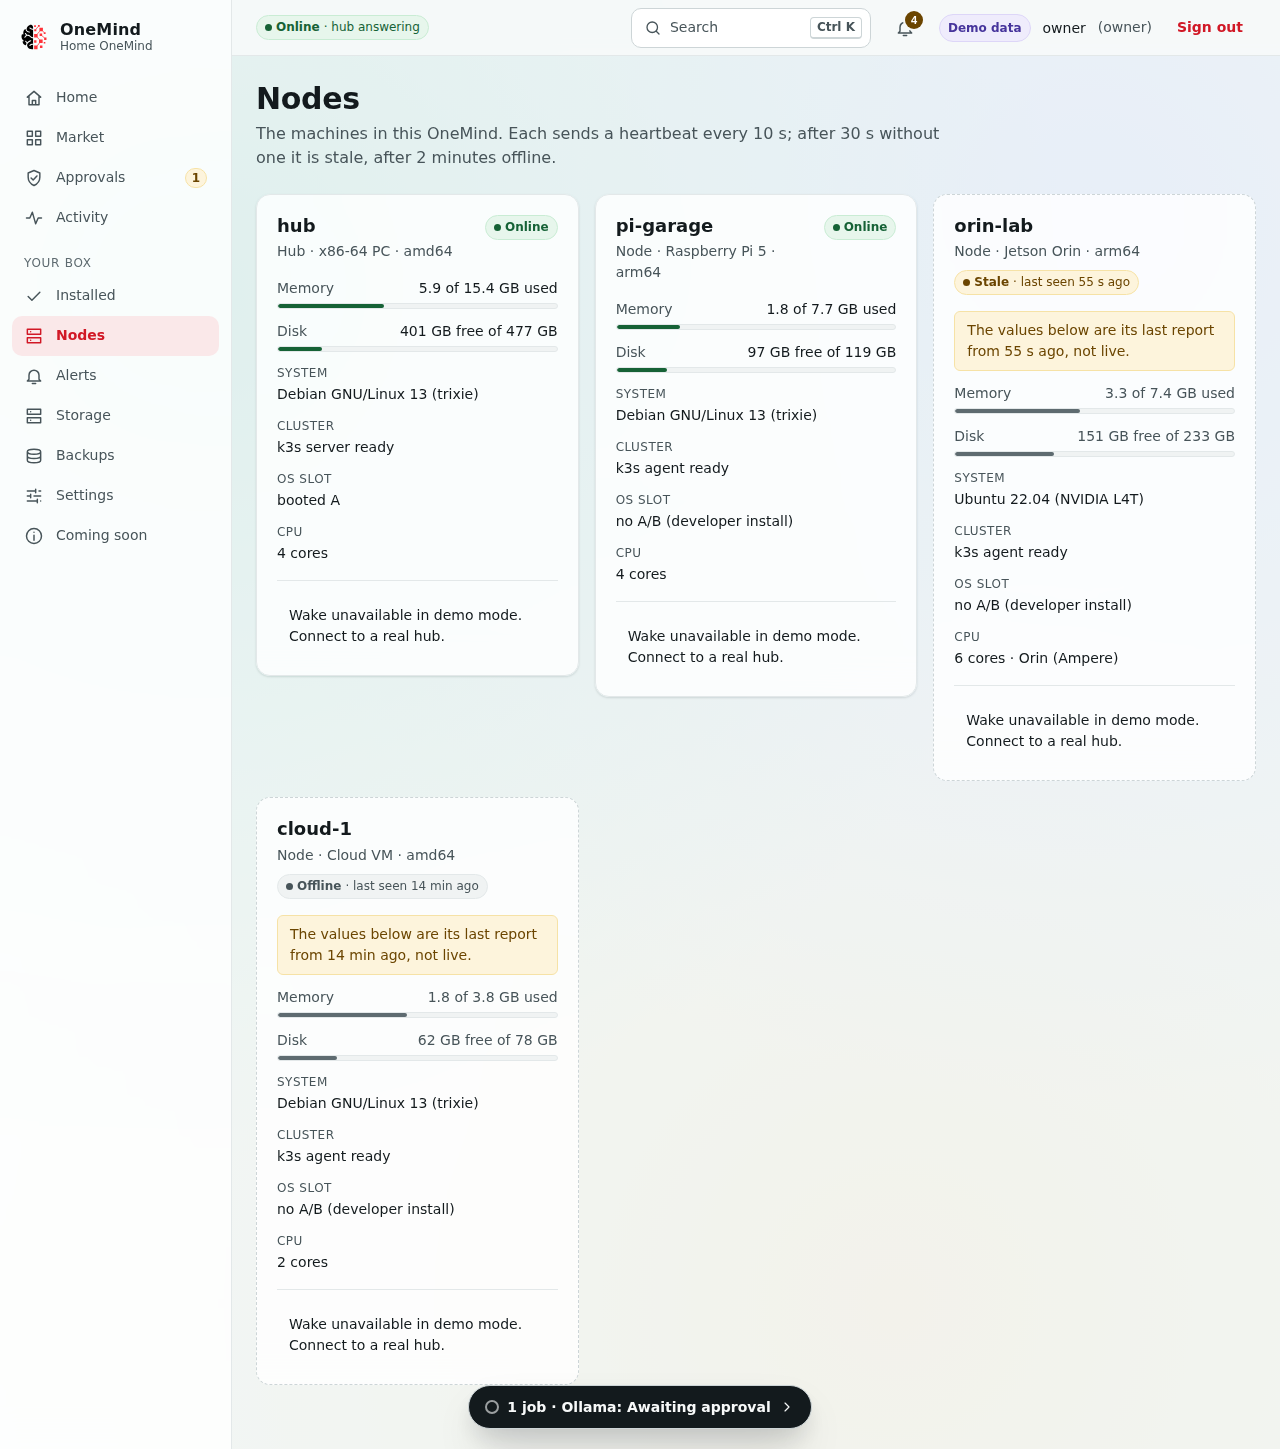 OneMind
Home OneMind
Home
Market
Approvals 1
Activity
YOUR BOX
Installed
Nodes
Alerts
Storage
Backups
Settings
Coming soon
Online · hub answering
Search Ctrl K
4
Demo data
owner (owner)
Sign out
Nodes
The machines in this OneMind. Each sends a heartbeat every 10 s; after 30 s without
one it is stale, after 2 minutes offline.
hub
Online
Hub · x86-64 PC · amd64
Memory 5.9 of 15.4 GB used
Disk 401 GB free of 477 GB
SYSTEM
Debian GNU/Linux 13 (trixie)
CLUSTER
k3s server ready
OS SLOT
booted A
CPU
4 cores
Wake unavailable in demo mode.
Connect to a real hub.
pi-garage
Online
Node · Raspberry Pi 5 ·
arm64
Memory 1.8 of 7.7 GB used
Disk 97 GB free of 119 GB
SYSTEM
Debian GNU/Linux 13 (trixie)
CLUSTER
k3s agent ready
OS SLOT
no A/B (developer install)
CPU
4 cores
Wake unavailable in demo mode.
Connect to a real hub.
orin-lab
Node · Jetson Orin · arm64
Stale · last seen 55 s ago
The values below are its last report
from 55 s ago, not live.
Memory 3.3 of 7.4 GB used
Disk 151 GB free of 233 GB
SYSTEM
Ubuntu 22.04 (NVIDIA L4T)
CLUSTER
k3s agent ready
OS SLOT
no A/B (developer install)
CPU
6 cores · Orin (Ampere)
Wake unavailable in demo mode.
Connect to a real hub.
cloud-1
Node · Cloud VM · amd64
Offline · last seen 14 min ago
The values below are its last report
from 14 min ago, not live.
Memory 1.8 of 3.8 GB used
Disk 62 GB free of 78 GB
SYSTEM
Debian GNU/Linux 13 (trixie)
CLUSTER
k3s agent ready
OS SLOT
no A/B (developer install)
CPU
2 cores
Wake unavailable in demo mode.
Connect to a real hub.
1 job · Ollama: Awaiting approval